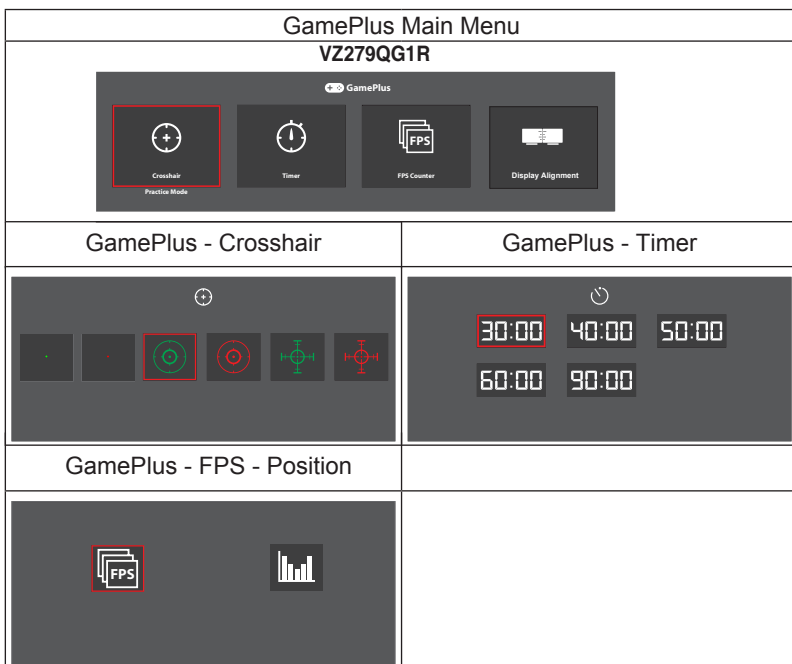 GamePlus Main Menu
VZ279QG1R
GamePlus
FPS
Crosshair
Timer
FPS Counter
Display Alignment
Practice Mode
GamePlus - Crosshair
GamePlus - Timer
30:00 40:00 50:00
60:00 90:00
GamePlus - FPS - Position
FPS